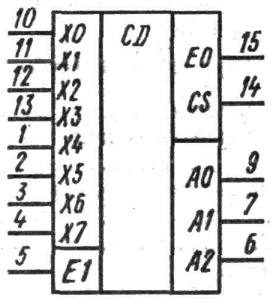 10 X0 CD
11 X1 E0 15
12 X2
13 X3 CS 14
1 X4
2 X5 A0 9
3 X6 A1 7
4 X7
5 E1 A2 6